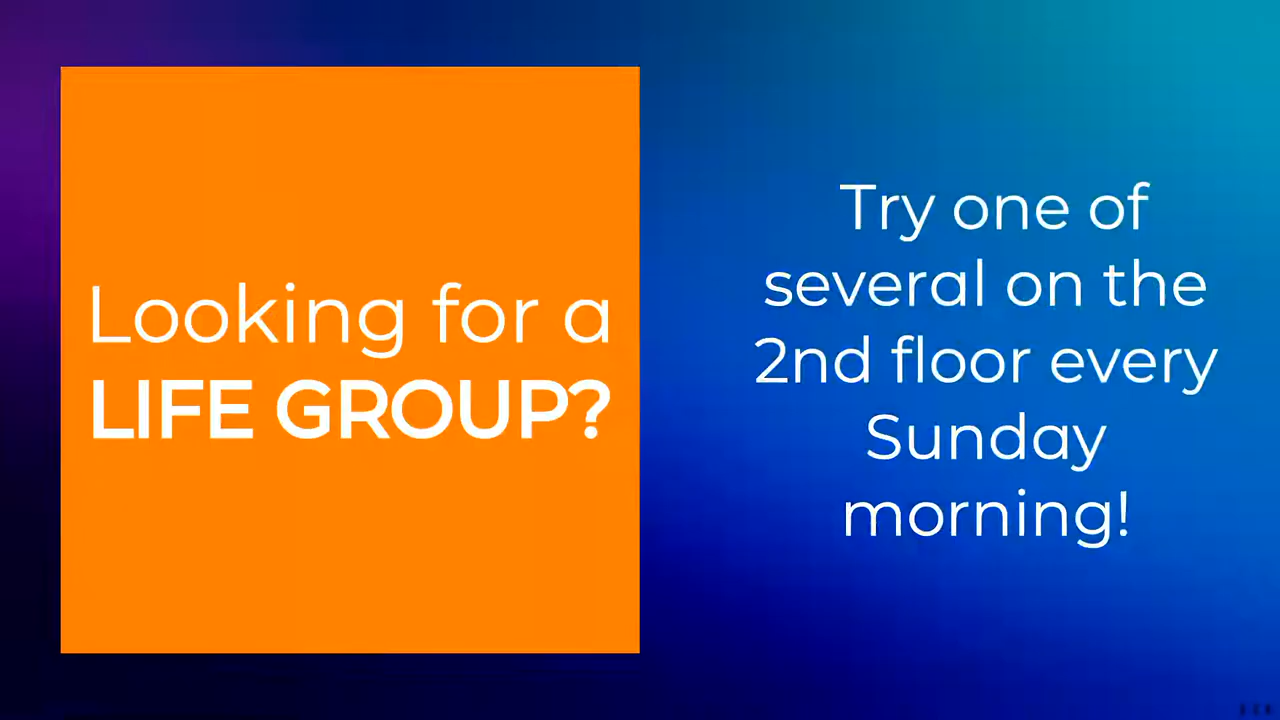 Looking for a
LIFE GROUP?
Try one of
several on the
2nd floor every
Sunday
morning!